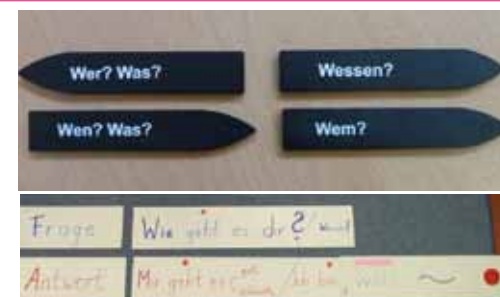 Wer? Was? Wessen?
Wen? Was? Wem?
Frage Wie geht es dir?
Antwort Mir geht es